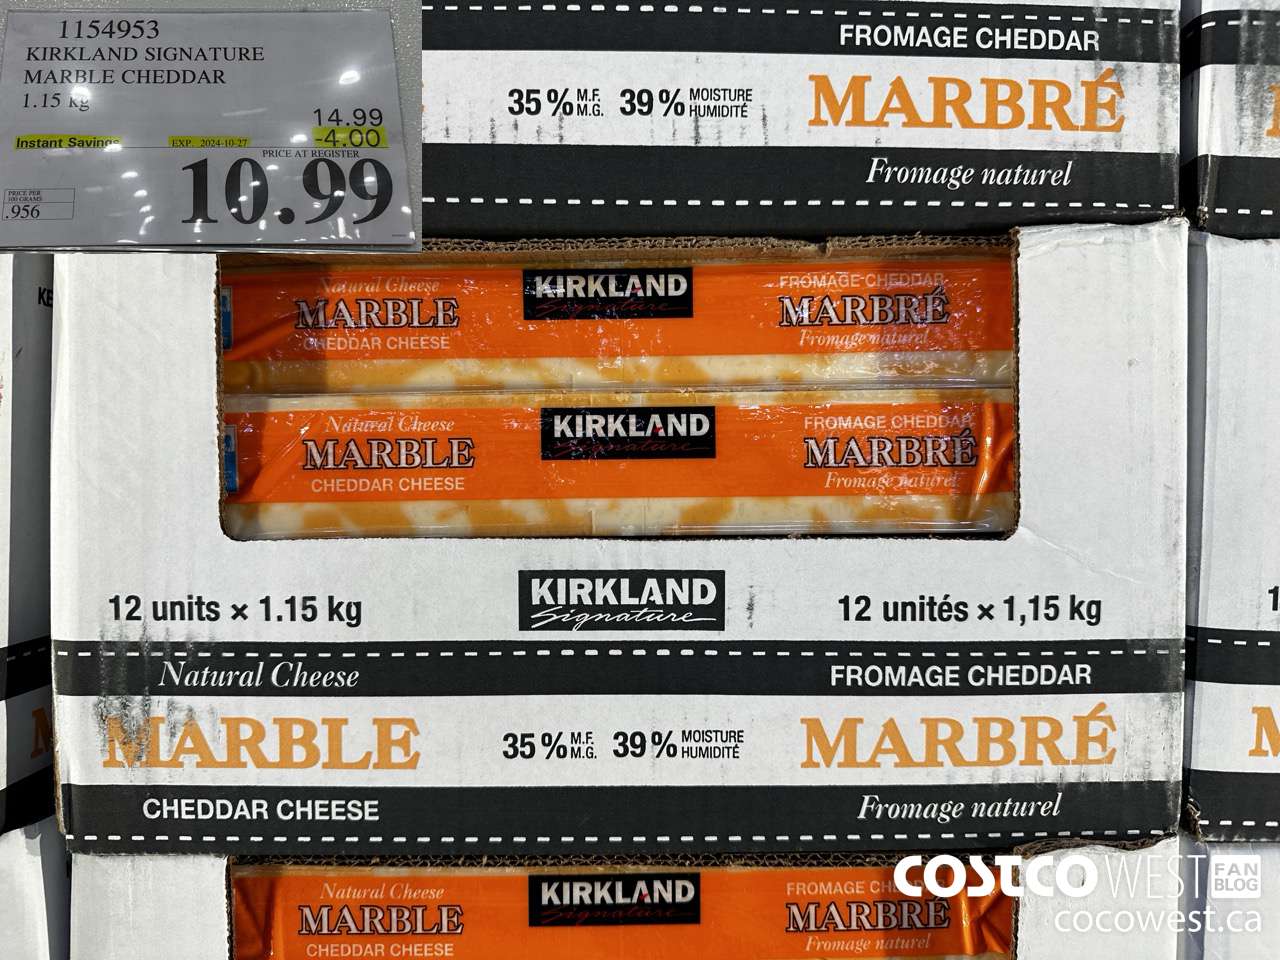 1154953
KIRKLAND SIGNATURE
MARBLE CHEDDAR
1.15 kg
14.99
Instant Savings EXP. 2024-10-27 -4.00
PRICE AT REGISTER
10.99
PRICE PER
100 GRAMS
.956
FROMAGE CHEDDAR
35% M.F. M.G. 39% MOISTURE HUMIDITÉ
MARBRÉ
Fromage naturel
KE
Natural Cheese
MARBLE
CHEDDAR CHEESE
KIRKLAND
Signature
FROMAGE CHEDDAR
MARBRÉ
Fromage naturel
Natural Cheese
MARBLE
CHEDDAR CHEESE
KIRKLAND
Signature
FROMAGE CHEDDAR
MARBRÉ
Fromage naturel
12 units × 1.15 kg
KIRKLAND
Signature
12 unités × 1,15 kg
Natural Cheese
MARBLE
CHEDDAR CHEESE
35% M.F. M.G. 39% MOISTURE HUMIDITÉ
FROMAGE CHEDDAR
MARBRÉ
Fromage naturel
Natural Cheese
MARBLE
CHEDDAR CHEESE
KIRKLAND
Signature
FROMAGE CH
MARBRÉ
Fromage naturel
COSTCO WEST FAN BLOG
cocowest.ca